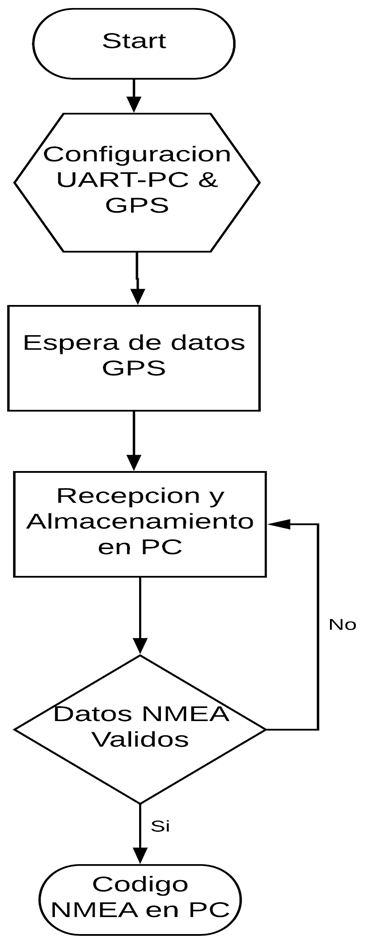 Start
Configuracion
UART-PC &
GPS
Espera de datos
GPS
Recepcion y
Almacenamiento
en PC
No
Datos NMEA
Validos
Si
Codigo
NMEA en PC